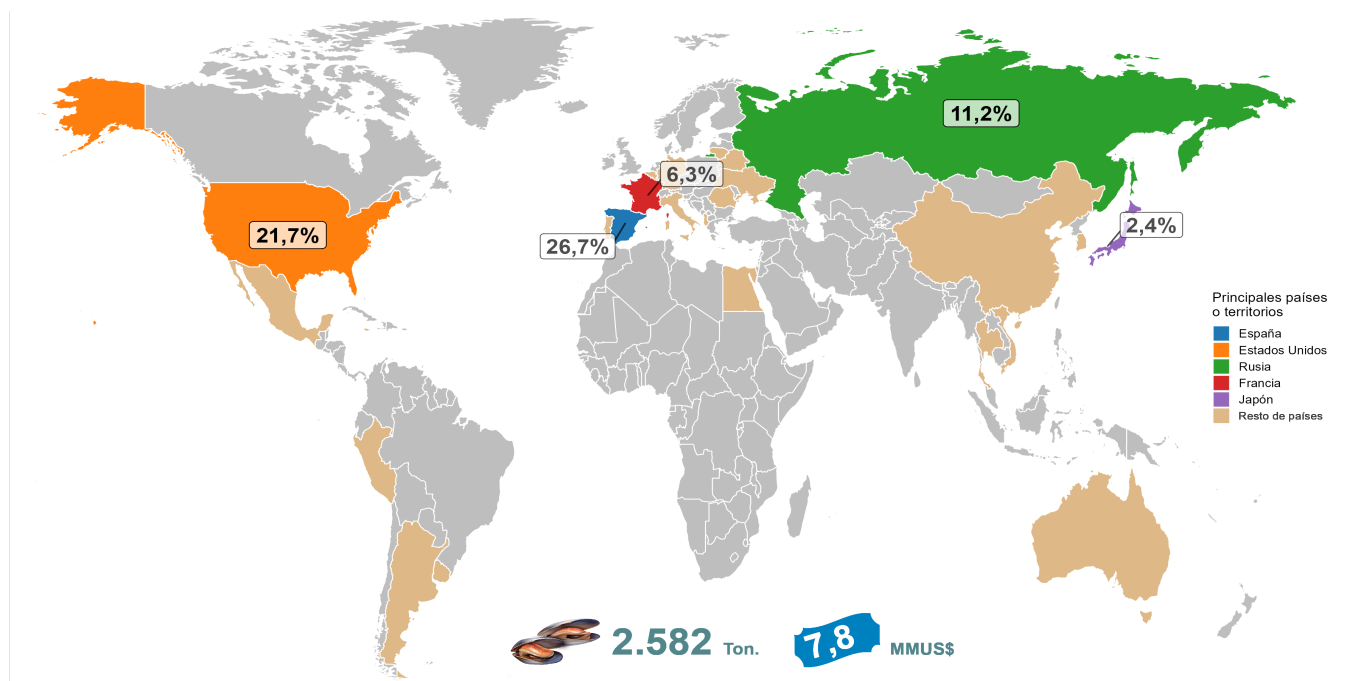 11,2%
6,3%
21,7%
26,7%
2,4%
Principales países
o territorios
España
Estados Unidos
Rusia
Francia
Japón
Resto de países
2.582 Ton.
7,8 MMUS$